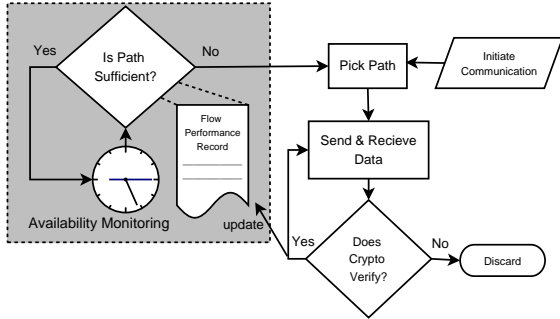 Yes
Is Path
Sufficient?
No
Pick Path
Initiate
Communication
Flow
Performance
Record
Send & Recieve
Data
Availability Monitoring
update
Yes
Does
Crypto
Verify?
No
Discard